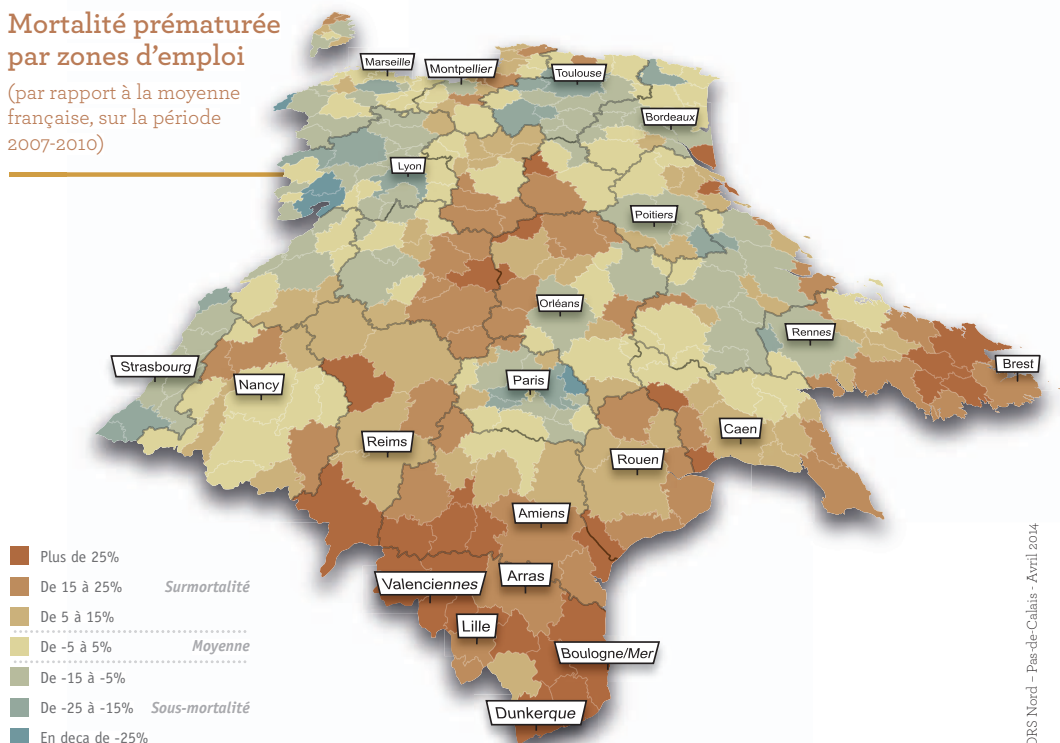 Mortalité prématurée
par zones d’emploi
(par rapport à la moyenne
française, sur la période
2007-2010)
Marseille
Montpellier
Toulouse
Bordeaux
Lyon
Poitiers
Orléans
Rennes
Strasbourg
Nancy
Paris
Brest
Reims
Caen
Rouen
Amiens
Valenciennes
Arras
Lille
Boulogne/Mer
Dunkerque
Plus de 25%
De 15 à 25% Surmortalité
De 5 à 15%
De -5 à 5% Moyenne
De -15 à -5%
De -25 à -15% Sous-mortalité
En deça de -25%
ORS Nord – Pas-de-Calais - Avril 2014